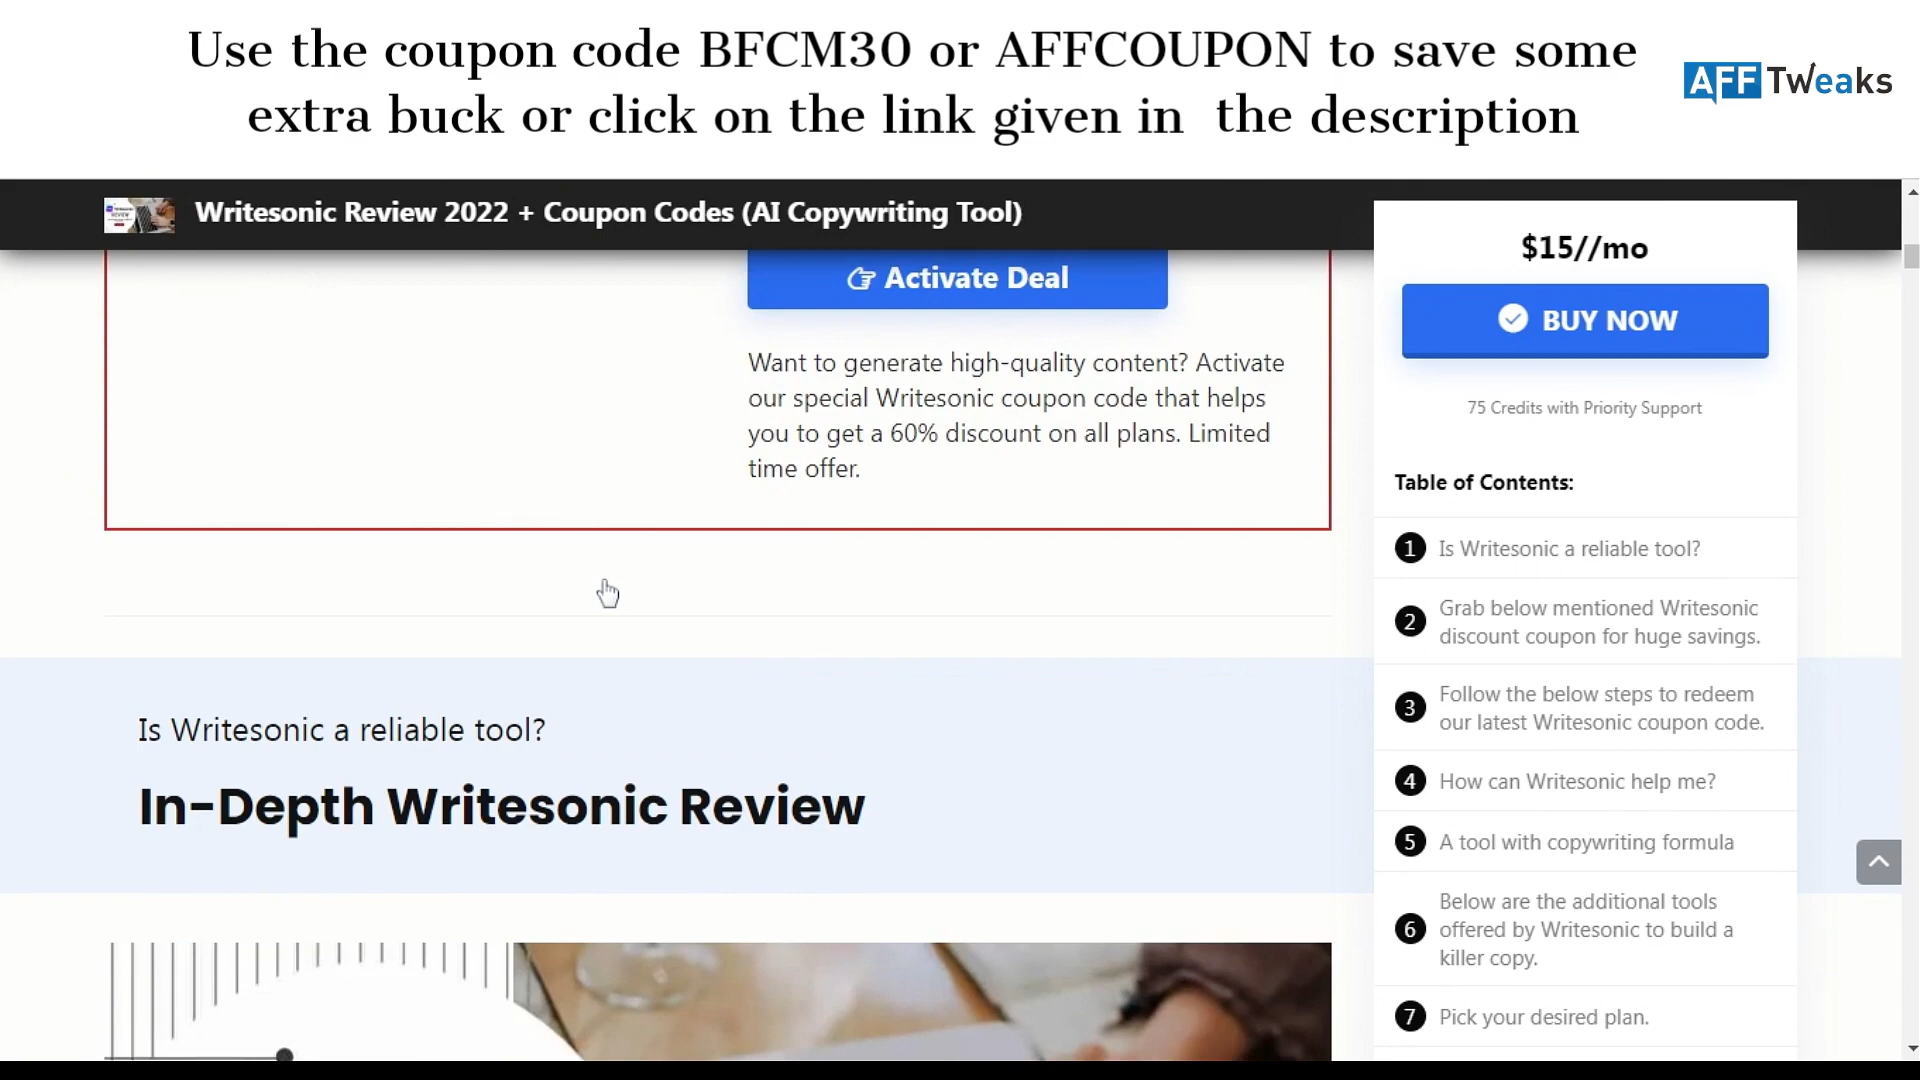 Use the coupon code BFCM30 or AFFCOUPON to save some
extra buck or click on the link given in the description
AFFTweaks
Writesonic Review 2022 + Coupon Codes (AI Copywriting Tool)
Activate Deal
Want to generate high-quality content? Activate
our special Writesonic coupon code that helps
you to get a 60% discount on all plans. Limited
time offer.
Is Writesonic a reliable tool?
In-Depth Writesonic Review
$15//mo
BUY NOW
75 Credits with Priority Support
Table of Contents:
1 Is Writesonic a reliable tool?
2 Grab below mentioned Writesonic
discount coupon for huge savings.
3 Follow the below steps to redeem
our latest Writesonic coupon code.
4 How can Writesonic help me?
5 A tool with copywriting formula
6 Below are the additional tools
offered by Writesonic to build a
killer copy.
7 Pick your desired plan.